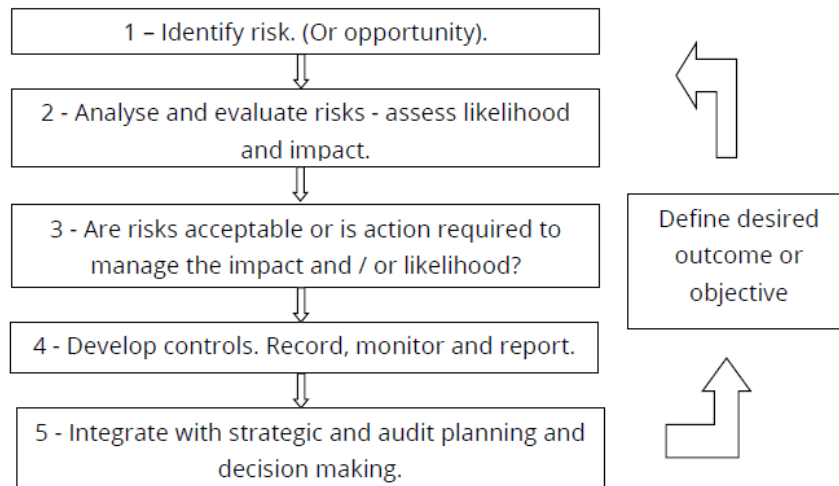 1 – Identify risk. (Or opportunity).
2 - Analyse and evaluate risks - assess likelihood
and impact.
3 - Are risks acceptable or is action required to
manage the impact and / or likelihood?
4 - Develop controls. Record, monitor and report.
5 - Integrate with strategic and audit planning and
decision making.
Define desired
outcome or
objective